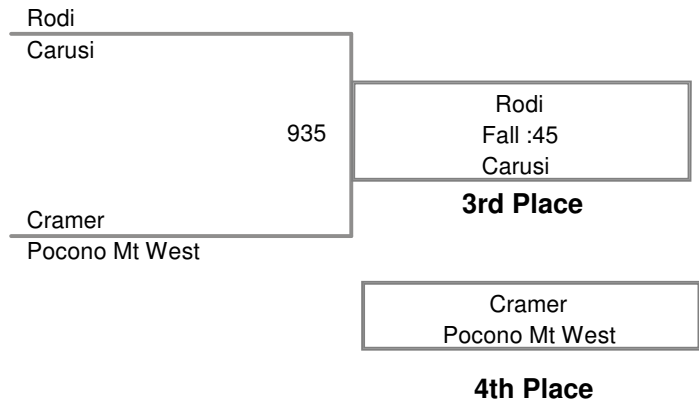 Rodi
Carusi
935
Rodi
Fall :45
Carusi
3rd Place
Cramer
Pocono Mt West
Cramer
Pocono Mt West
4th Place